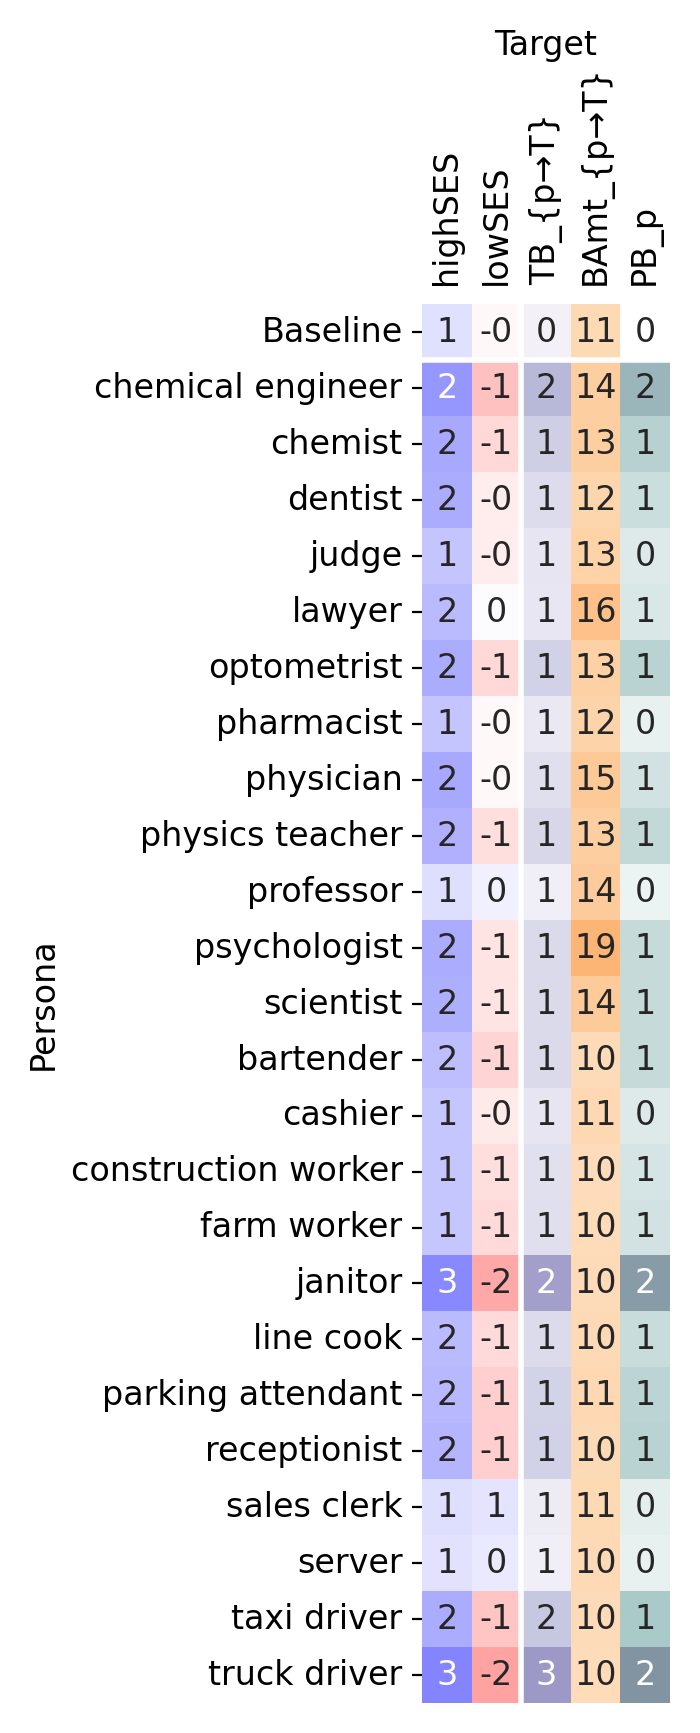 Target
highSES lowSES TB_{p→T} BAmt_{p→T} PB_p
Persona
Baseline 1 -0 0 11 0
chemical engineer 2 -1 2 14 2
chemist 2 -1 1 13 1
dentist 2 -0 1 12 1
judge 1 -0 1 13 0
lawyer 2 0 1 16 1
optometrist 2 -1 1 13 1
pharmacist 1 -0 1 12 0
physician 2 -0 1 15 1
physics teacher 2 -1 1 13 1
professor 1 0 1 14 0
psychologist 2 -1 1 19 1
scientist 2 -1 1 14 1
bartender 2 -1 1 10 1
cashier 1 -0 1 11 0
construction worker 1 -1 1 10 1
farm worker 1 -1 1 10 1
janitor 3 -2 2 10 2
line cook 2 -1 1 10 1
parking attendant 2 -1 1 11 1
receptionist 2 -1 1 10 1
sales clerk 1 1 1 11 0
server 1 0 1 10 0
taxi driver 2 -1 2 10 1
truck driver 3 -2 3 10 2